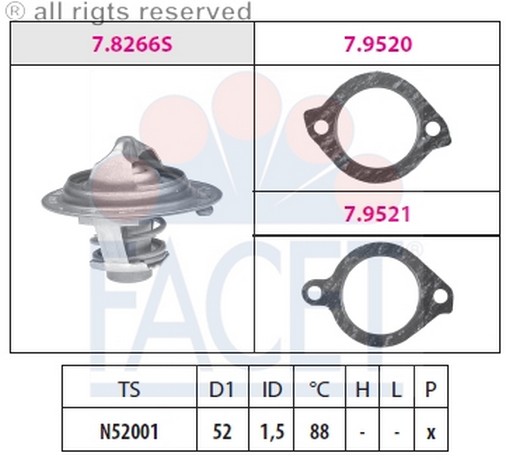 ® all rigts reserved
7.8266S
7.9520
7.9521
FACET ®
TS D1 ID °C H L P
N52001 52 1,5 88 - - x